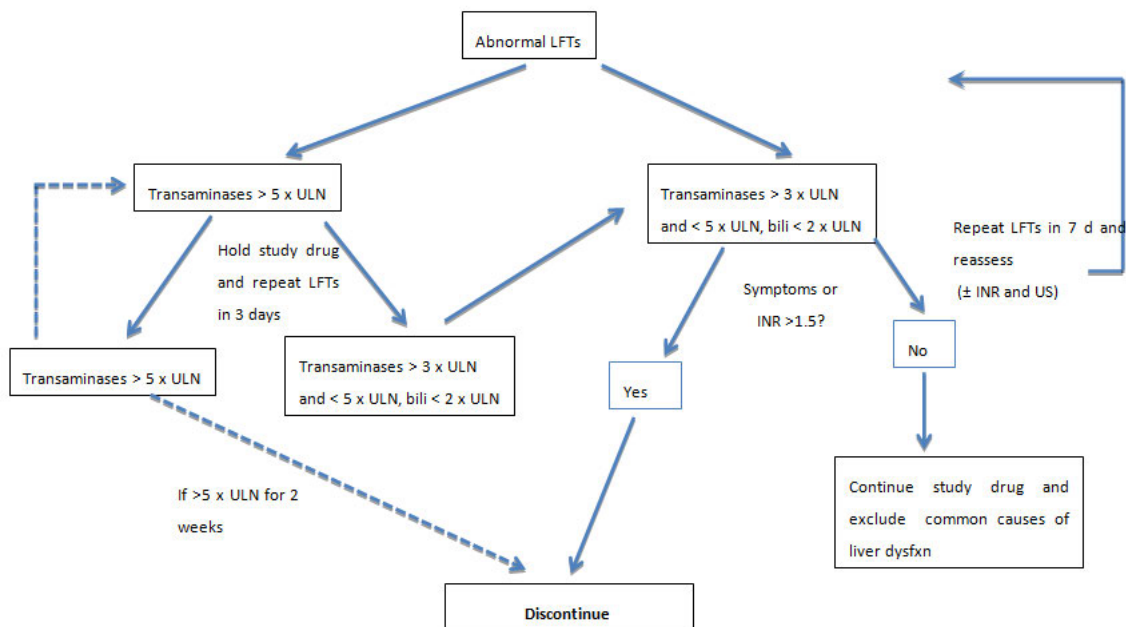 Abnormal LFTs
Transaminases > 5 x ULN
Transaminases > 3 x ULN
and < 5 x ULN, bili < 2 x ULN
Repeat LFTs in 7 d and
reassess
(± INR and US)
Hold study drug
and repeat LFTs
in 3 days
Symptoms or
INR >1.5?
Transaminases > 5 x ULN
Transaminases > 3 x ULN
and < 5 x ULN, bili < 2 x ULN
Yes
No
If >5 x ULN for 2
weeks
Continue study drug and
exclude common causes of
liver dysfxn
Discontinue